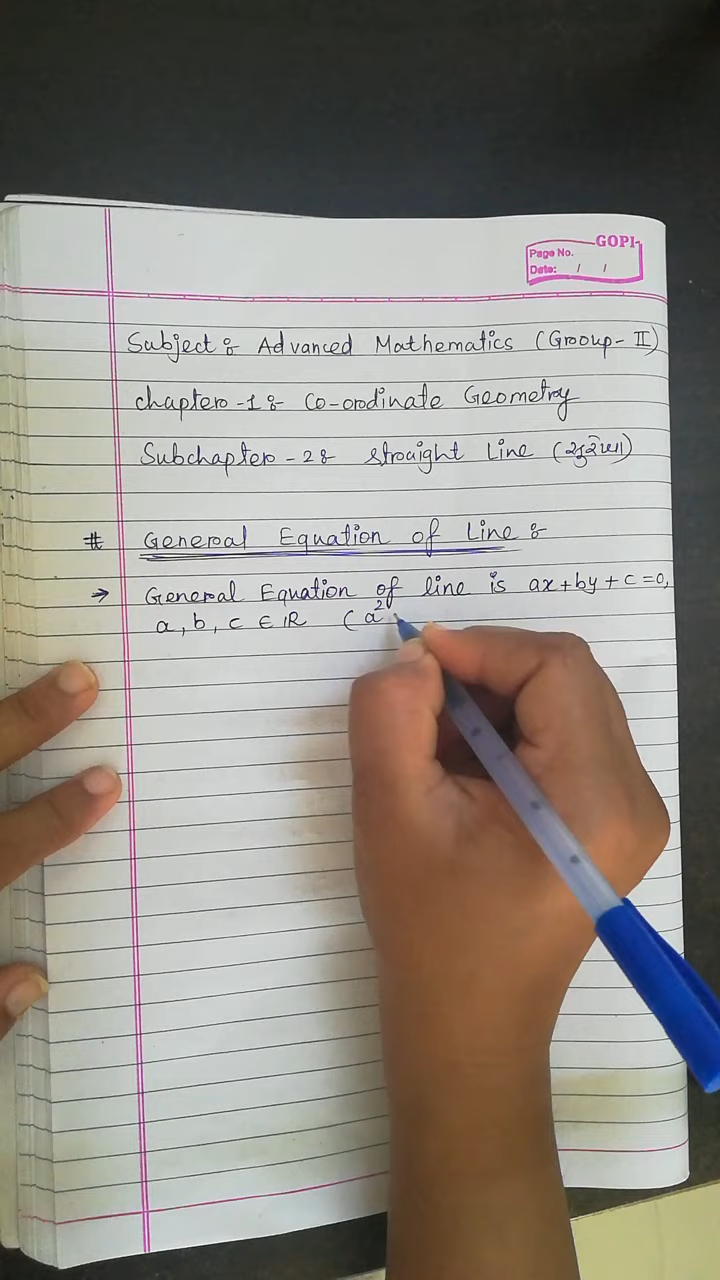 GOPI
Page No.
Date: / /
Subject : Advanced Mathematics (Group - II)
Chapter - 1 : Co-ordinate Geometry
Subchapter - 2 : Straight Line (સુરેખા)
# General Equation of Line :
→ General Equation of line is ax + by + c = 0,
a, b, c ∈ R (a²